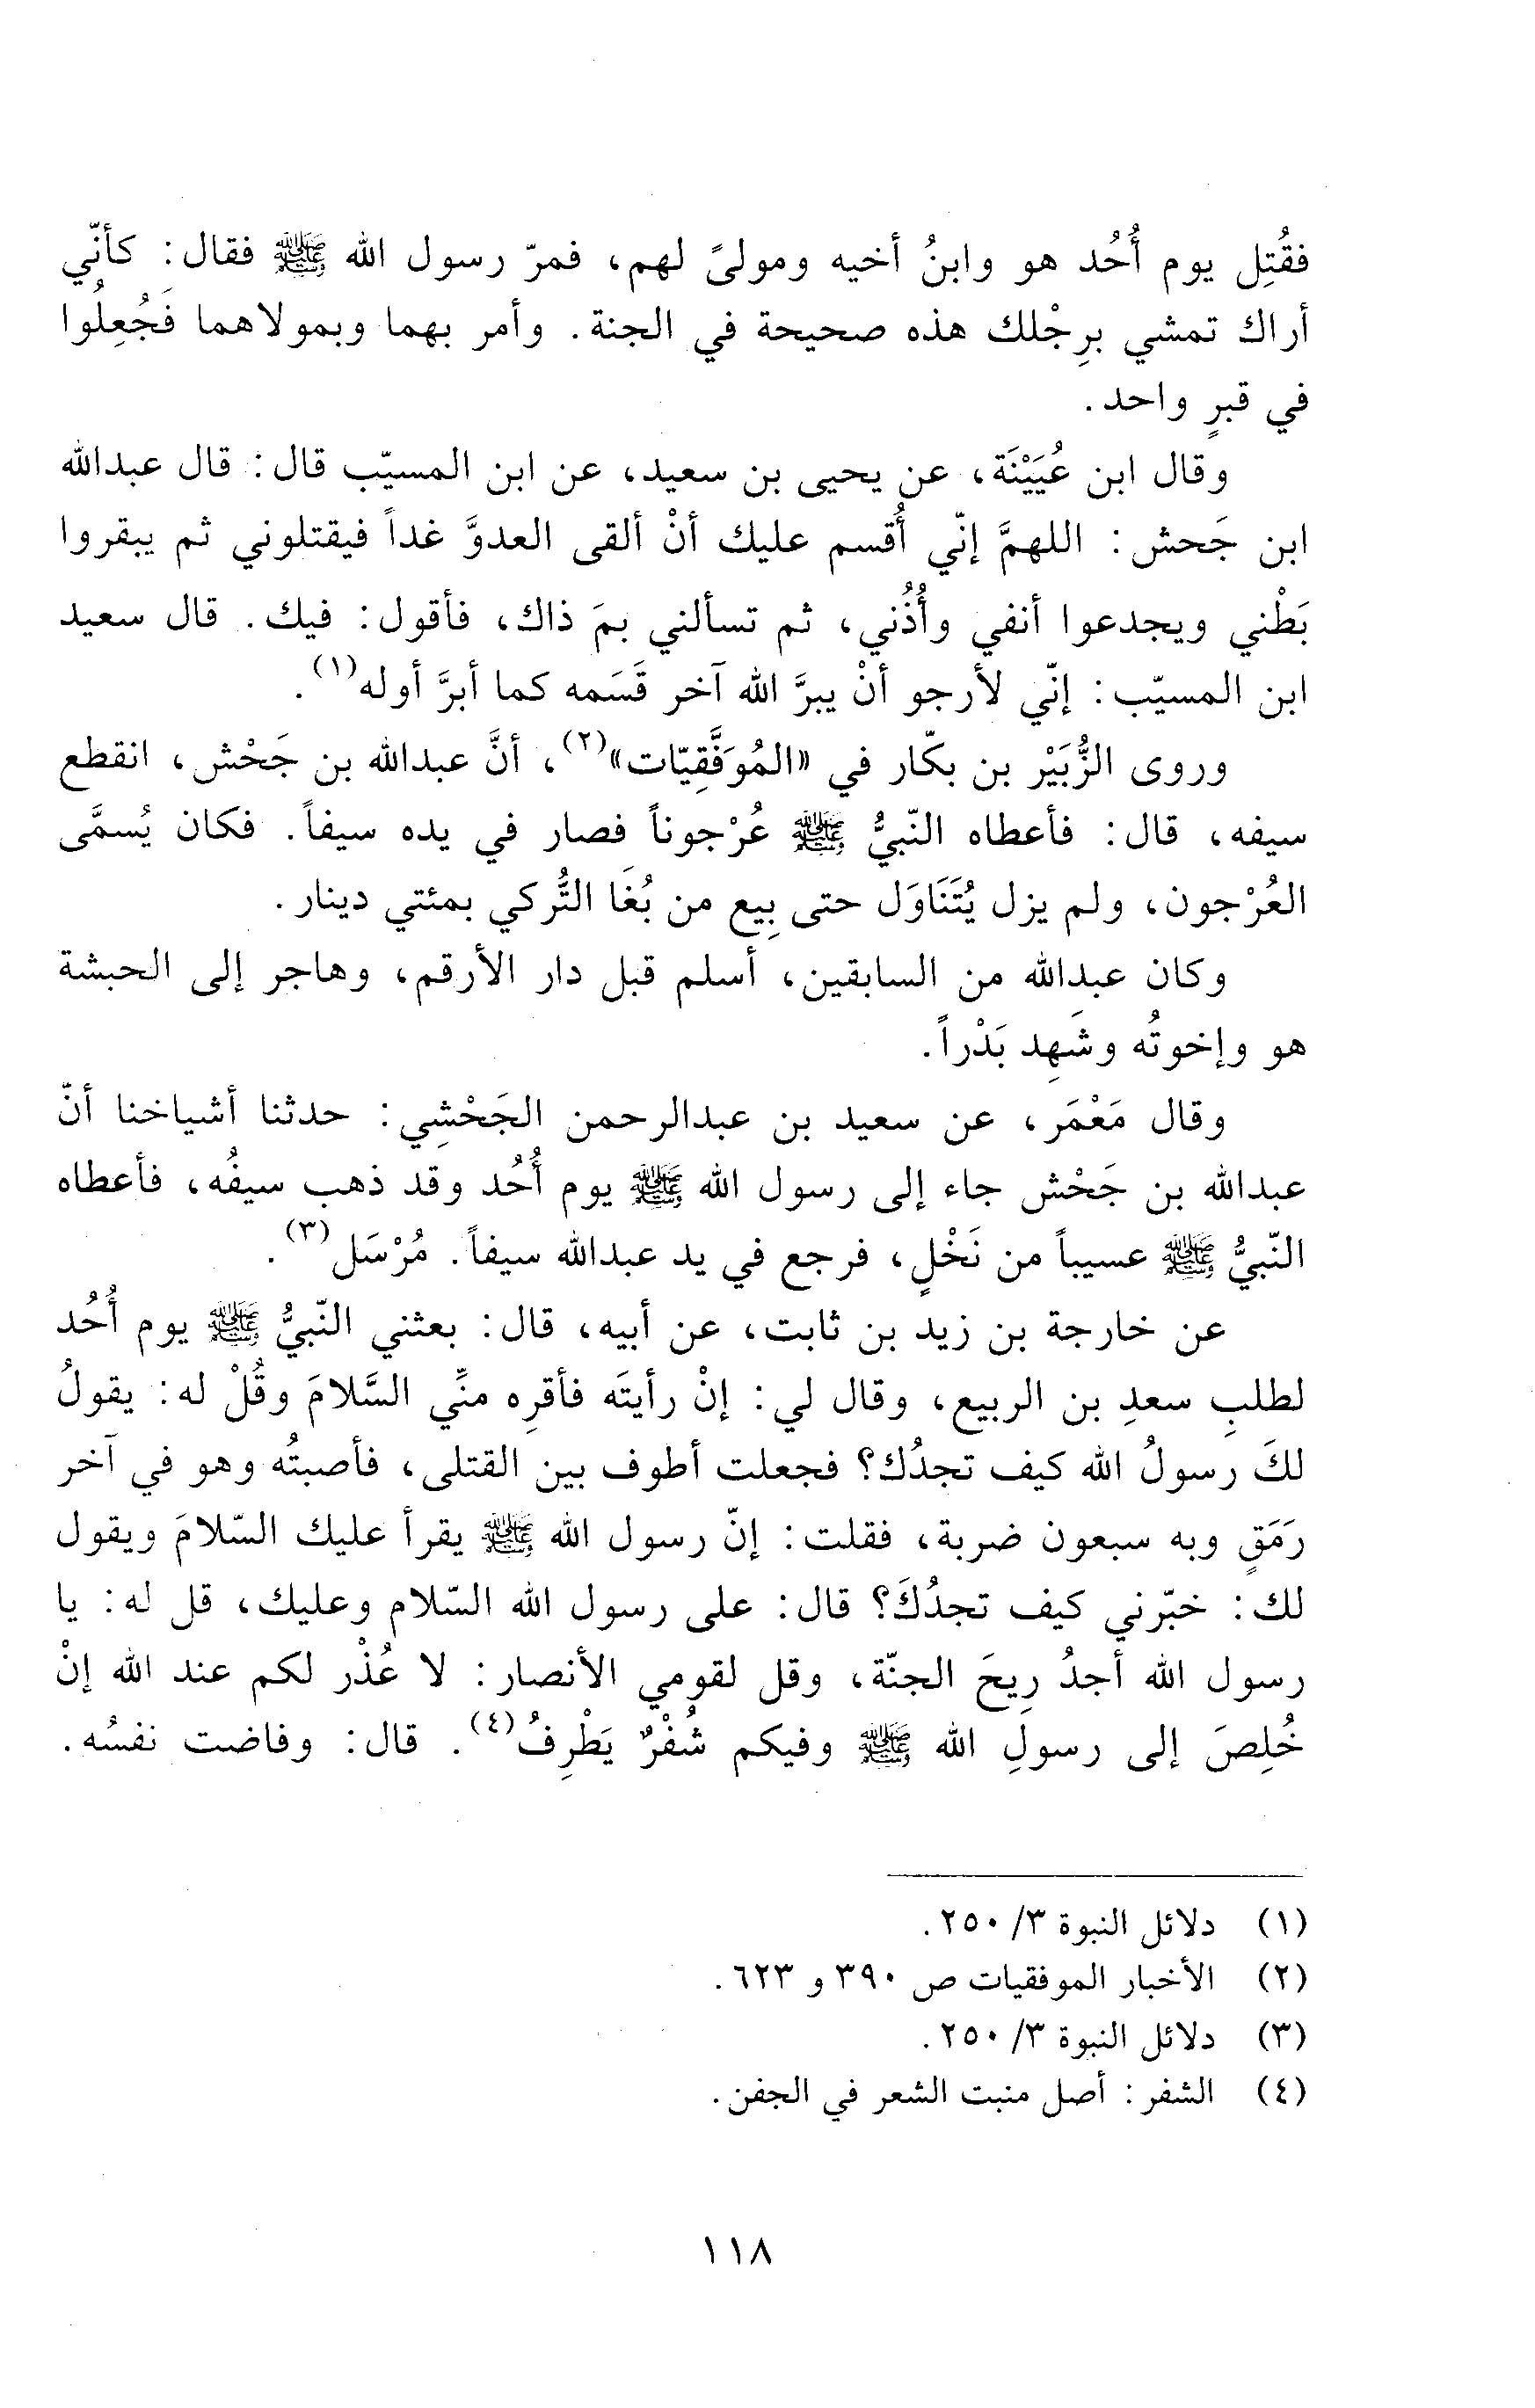 فقُتِل يوم أُحُد هو وابنُ أخيه ومولىً لهم، فمرّ رسول الله ﷺ فقال: كأنّي
أراك تمشي برِجْلك هذه صحيحة في الجنة. وأمر بهما وبمولاهما فَجُعِلُوا
في قبرٍ واحد.
وقال ابن عُيَيْنَة، عن يحيى بن سعيد، عن ابن المسيّب قال: قال عبدالله
ابن جَحش: اللهمَّ إنّي أُقسم عليك أنْ ألقى العدوَّ غداً فيقتلوني ثم يبقروا
بَطْني ويجدعوا أنفي وأُذُني، ثم تسألني بمَ ذاك، فأقول: فيك. قال سعيد
ابن المسيّب: إنّي لأرجو أنْ يبرَّ الله آخر قَسَمه كما أبرَّ أوله(١).
وروى الزُّبَيْر بن بكّار في «المُوَفَّقِيّات»(٢)، أنَّ عبدالله بن جَحْش، انقطع
سيفه، قال: فأعطاه النّبيُّ ﷺ عُرْجوناً فصار في يده سيفاً. فكان يُسمَّى
العُرْجون، ولم يزل يُتَنَاوَل حتى بِيع من بُغَا التُّركي بمئتي دينار.
وكان عبدالله من السابقين، أسلم قبل دار الأرقم، وهاجر إلى الحبشة
هو وإخوتُه وشَهِد بَدْراً.
وقال مَعْمَر، عن سعيد بن عبدالرحمن الجَحْشِي: حدثنا أشياخنا أنّ
عبدالله بن جَحْش جاء إلى رسول الله ﷺ يوم أُحُد وقد ذهب سيفُه، فأعطاه
النّبيُّ ﷺ عسيباً من نَخْلٍ، فرجع في يد عبدالله سيفاً. مُرْسَل(٣).
عن خارجة بن زيد بن ثابت، عن أبيه، قال: بعثني النّبيُّ ﷺ يوم أُحُد
لطلبِ سعدِ بن الربيع، وقال لي: إنْ رأيتَه فأقرِه منِّي السَّلامَ وقُلْ له: يقولُ
لكَ رسولُ الله كيف تجدُك؟ فجعلت أطوف بين القتلى، فأصبتُه وهو في آخر
رَمَقٍ وبه سبعون ضربة، فقلت: إنّ رسول الله ﷺ يقرأ عليك السّلامَ ويقول
لك: خبّرني كيف تجدُكَ؟ قال: على رسول الله السّلام وعليك، قل له: يا
رسول الله أجدُ رِيحَ الجنّة، وقل لقومي الأنصار: لا عُذْر لكم عند الله إنْ
خُلِصَ إلى رسولِ الله ﷺ وفيكم شُفْرٌ يَطْرِفُ(٤). قال: وفاضت نفسُه.
(١) دلائل النبوة ٣/ ٢٥٠.
(٢) الأخبار الموفقيات ص ٣٩٠ و ٦٢٣.
(٣) دلائل النبوة ٣/ ٢٥٠.
(٤) الشفر: أصل منبت الشعر في الجفن.
١١٨